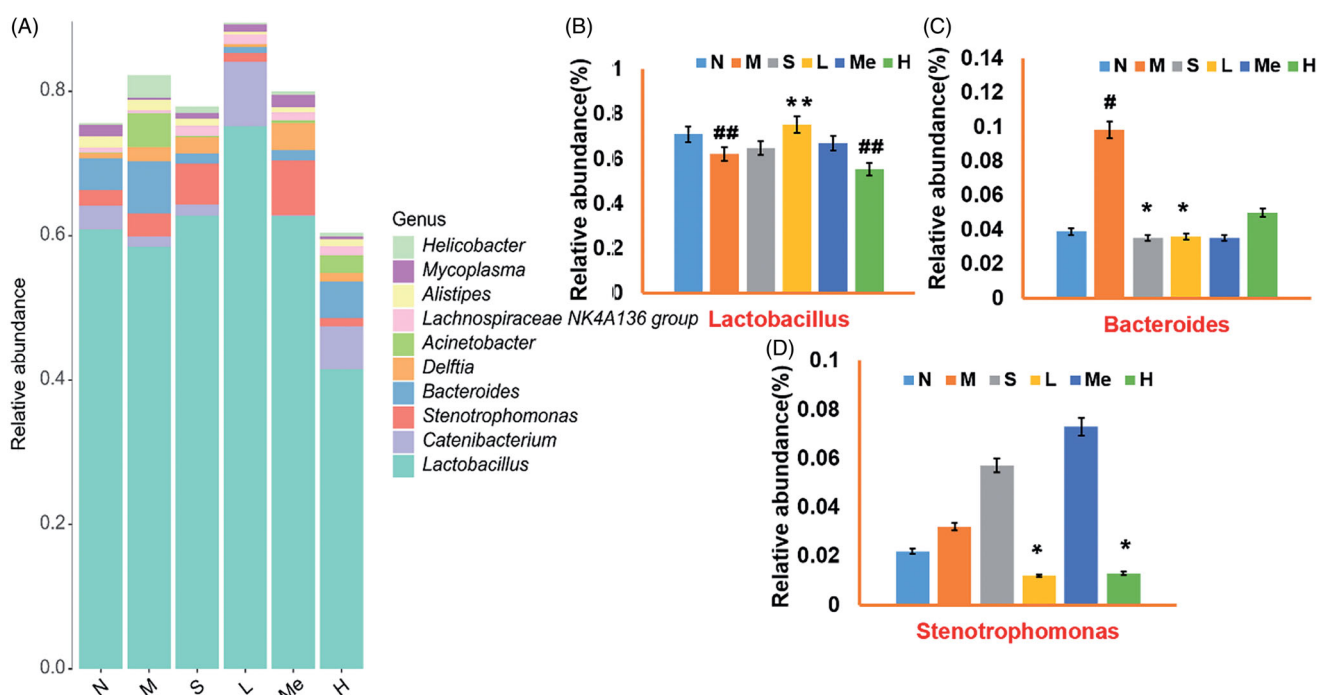 (A)
Relative abundance
0.8
0.6
0.4
0.2
0.0
N M S L Me H
Genus
Helicobacter
Mycoplasma
Alistipes
Lachnospiraceae NK4A136 group
Acinetobacter
Delftia
Bacteroides
Stenotrophomonas
Catenibacterium
Lactobacillus
(B)
N M S L Me H
Relative abundance(%)
1
0.8
0.6
0.4
0.2
0
## ** ##
Lactobacillus
(C)
N M S L Me H
Relative abundance(%)
0.14
0.12
0.1
0.08
0.06
0.04
0.02
0
# * *
Bacteroides
(D)
N M S L Me H
Relative abundance(%)
0.1
0.08
0.06
0.04
0.02
0
* *
Stenotrophomonas